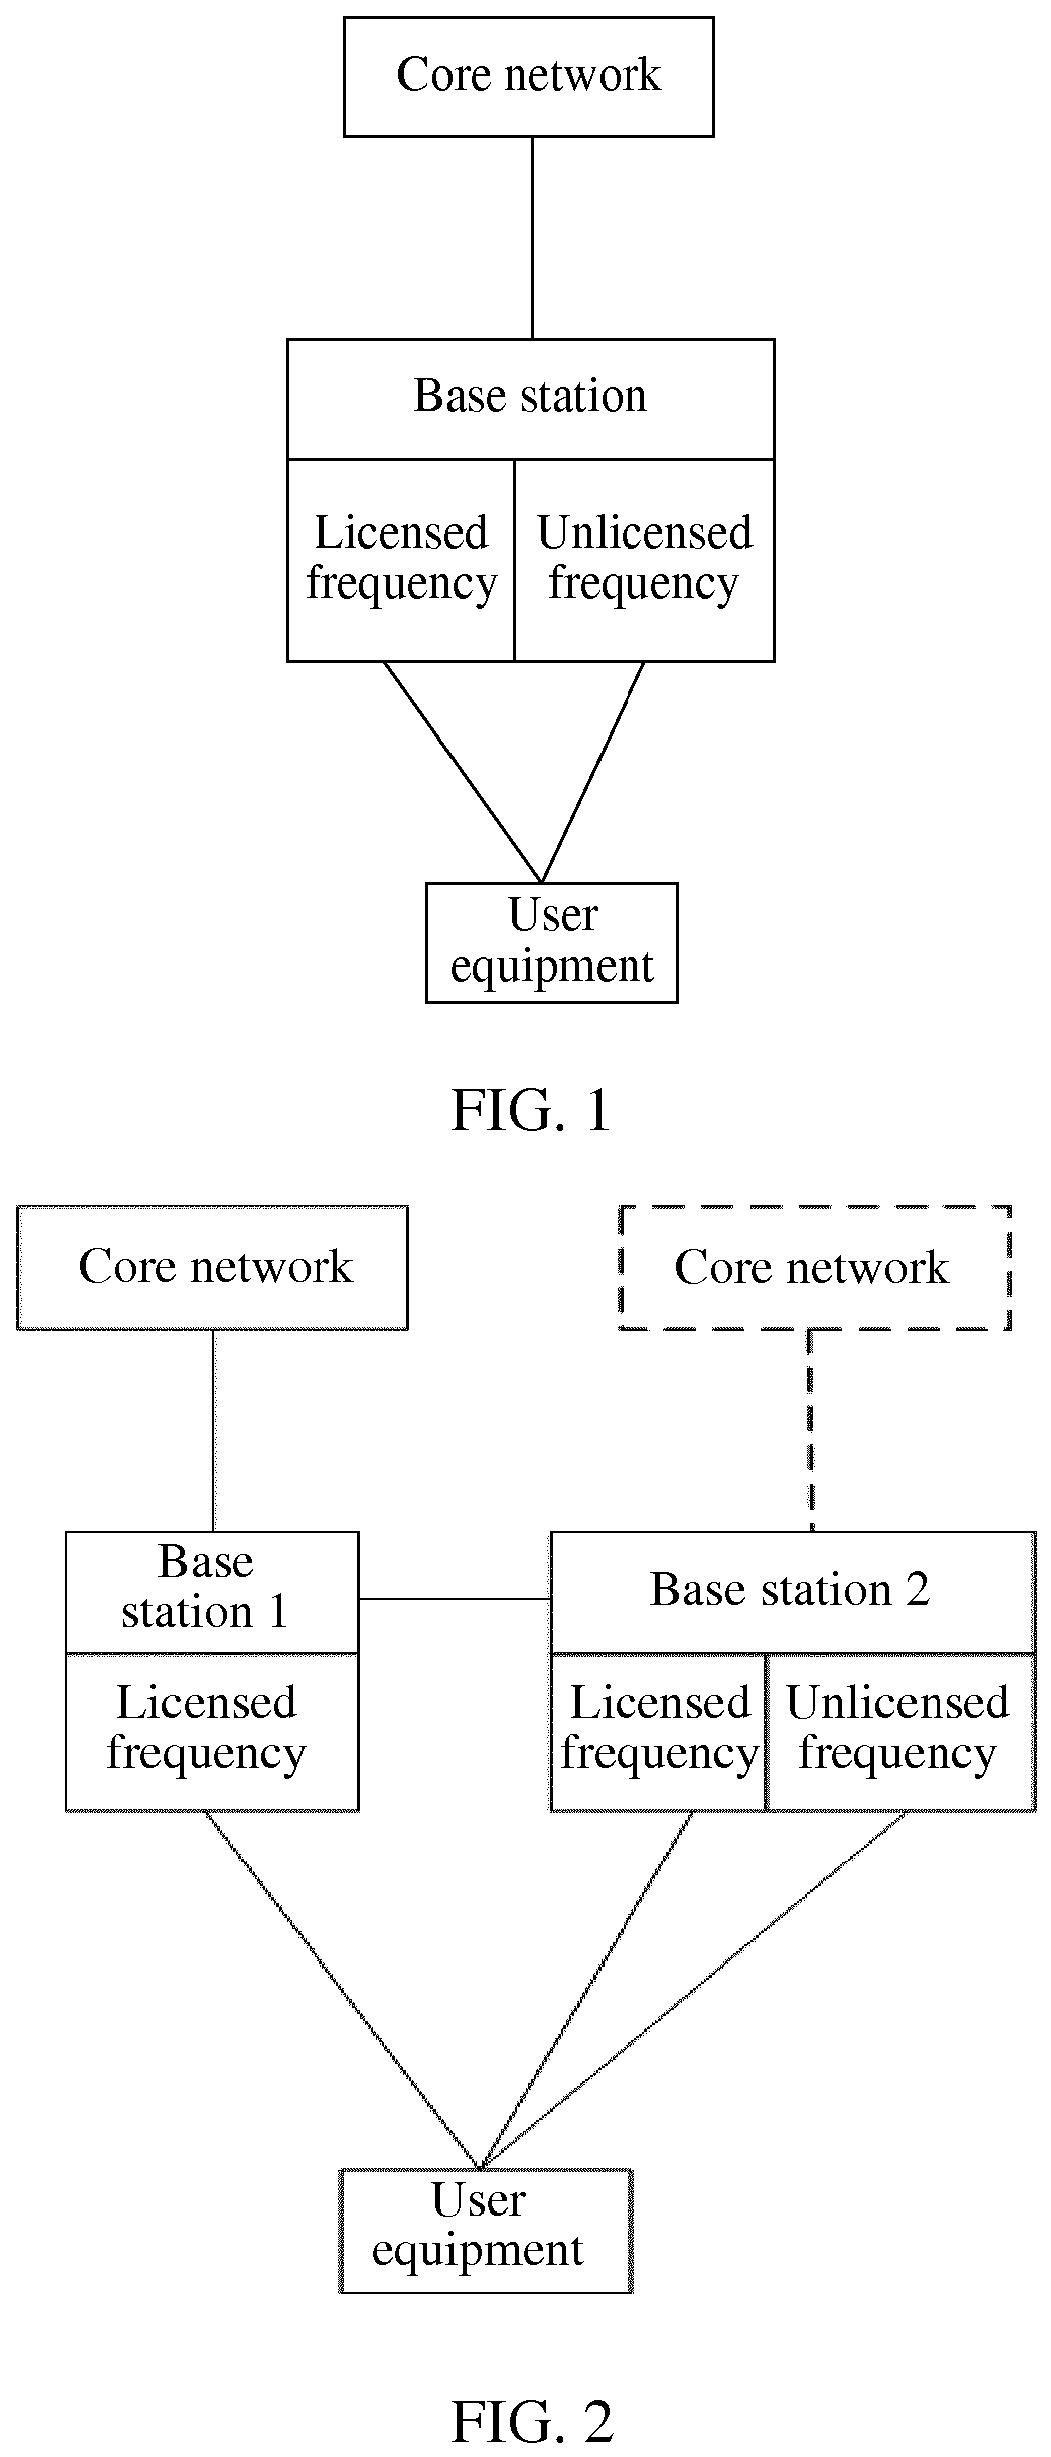 Core network
Base station
Licensed
frequency
Unlicensed
frequency
User
equipment
FIG. 1
Core network
Core network
Base
station 1
Licensed
frequency
Base station 2
Licensed
frequency
Unlicensed
frequency
User
equipment
FIG. 2